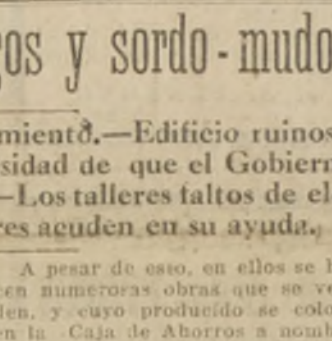 gos y sordo-mudo
miento.—Edificio ruinos
sidad de que el Gobiern
—Los talleres faltos de el
res acuden en su ayuda.
A pesar de esto, en ellos se h
cen numerosas obras que se ve
den, y cuyo producido se colo
en la Caja de Ahorros a nomb